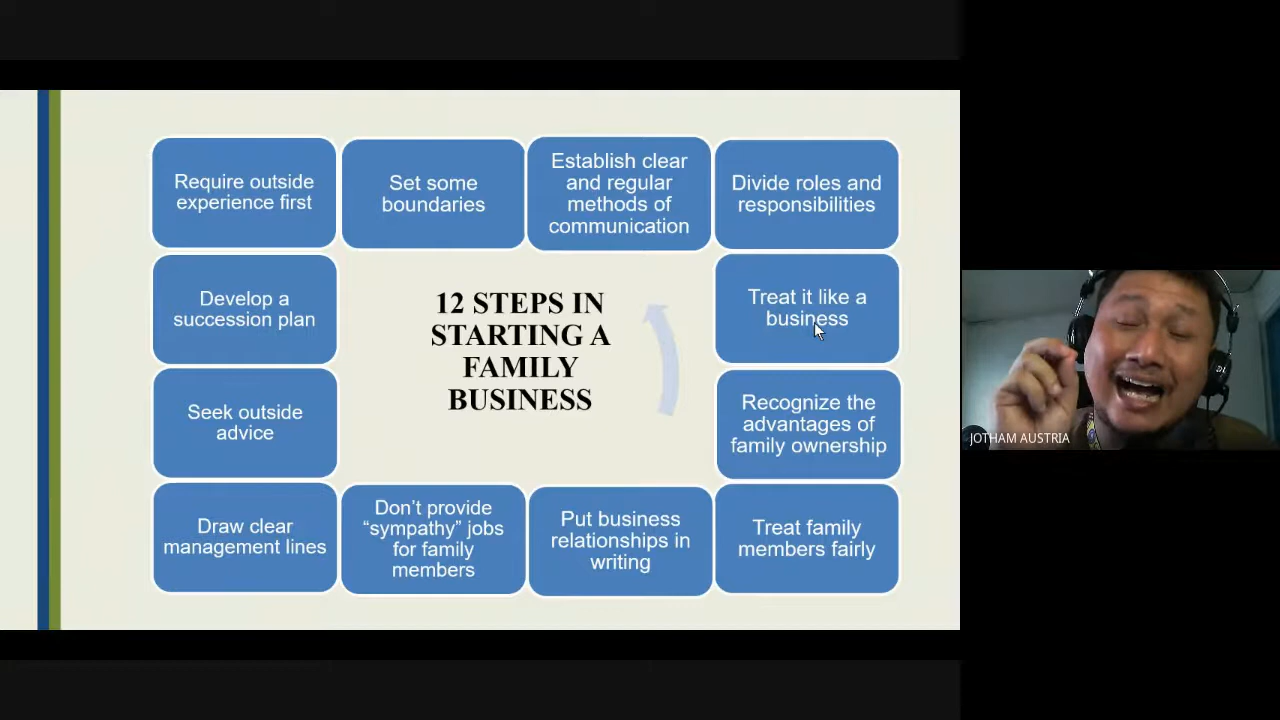 Require outside
experience first
Set some
boundaries
Establish clear
and regular
methods of
communication
Divide roles and
responsibilities
Develop a
succession plan
12 STEPS IN
STARTING A
FAMILY
BUSINESS
Treat it like a
business
Seek outside
advice
Recognize the
advantages of
family ownership
Draw clear
management lines
Don't provide
“sympathy” jobs
for family
members
Put business
relationships in
writing
Treat family
members fairly
JOTHAM AUSTRIA